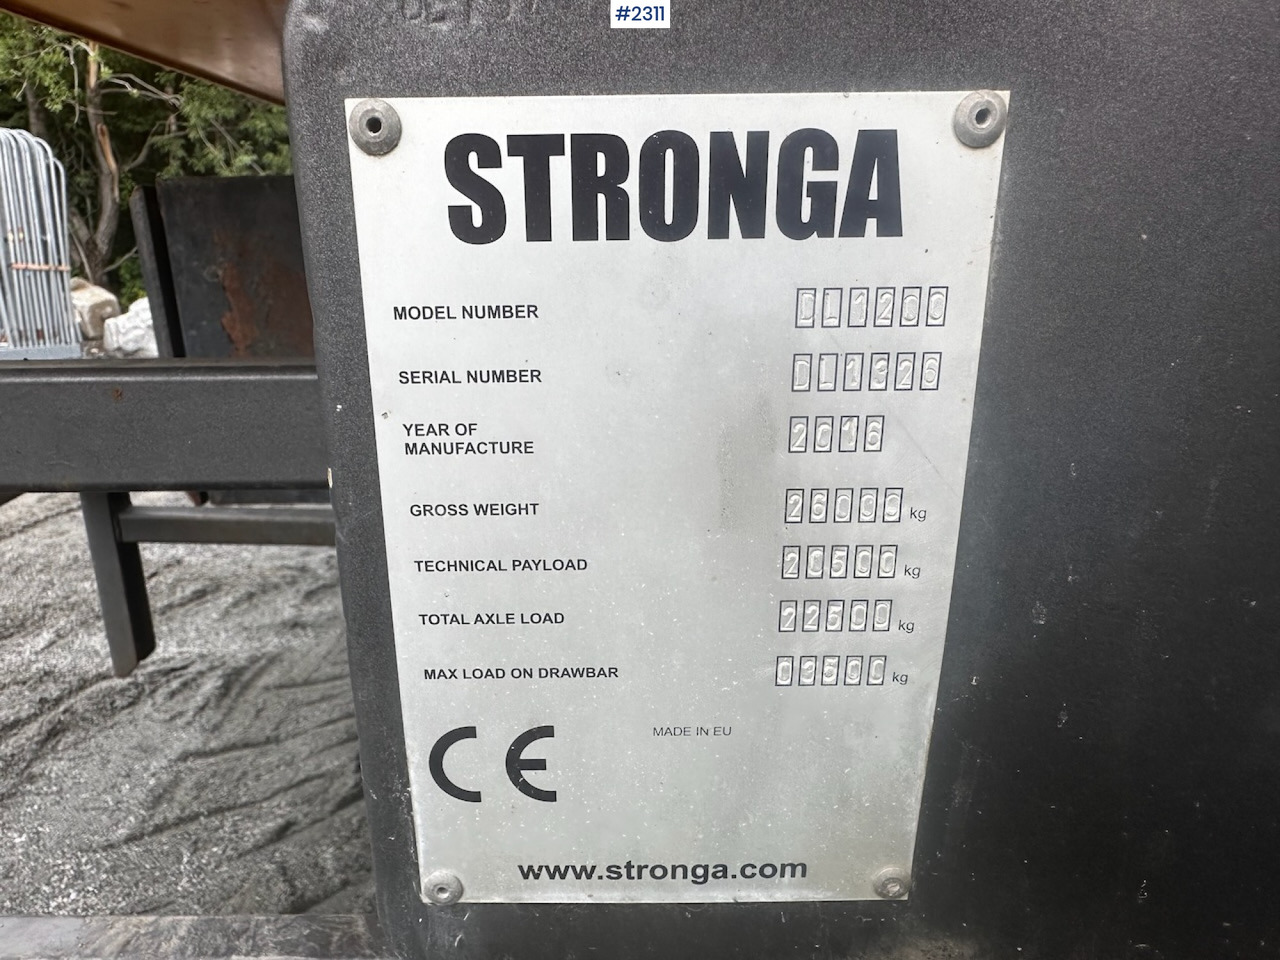 #2311
STRONGA
MODEL NUMBER DL1200
SERIAL NUMBER DL1326
YEAR OF
MANUFACTURE 2016
GROSS WEIGHT 26000 kg
TECHNICAL PAYLOAD 20500 kg
TOTAL AXLE LOAD 22500 kg
MAX LOAD ON DRAWBAR 03500 kg
CE
MADE IN EU
www.stronga.com